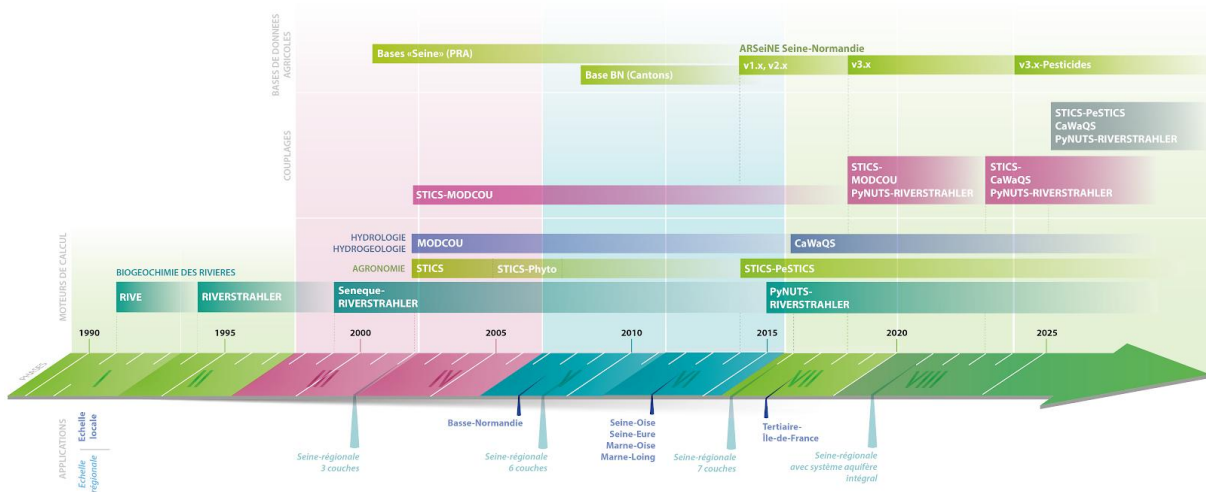 BASES DE DONNEES
AGRICOLES
Bases «Seine» (PRA)
Base BN (Cantons)
ARSeiNE Seine-Normandie
v1.x, v2.x
v3.x
v3.x-Pesticides
COUPLAGES
STICS-PeSTICS
CaWaQS
PyNUTS-RIVERSTRAHLER
STICS-
MODCOU
PyNUTS-RIVERSTRAHLER
STICS-
CaWaQS
PyNUTS-RIVERSTRAHLER
STICS-MODCOU
MOTEURS DE CALCUL
HYDROLOGIE
HYDROGEOLOGIE
MODCOU
CaWaQS
AGRONOMIE
STICS
STICS-Phyto
STICS-PeSTICS
BIOGEOCHIMIE DES RIVIERES
RIVE
RIVERSTRAHLER
Seneque-
RIVERSTRAHLER
PyNUTS-
RIVERSTRAHLER
1990
1995
2000
2005
2010
2015
2020
2025
I
II
III
IV
V
VI
VII
VIII
APPLICATIONS
Echelle
locale
Echelle
régionale
Basse-Normandie
Seine-Oise
Seine-Eure
Marne-Oise
Marne-Loing
Tertiaire-
Île-de-France
Seine-régionale
3 couches
Seine-régionale
6 couches
Seine-régionale
7 couches
Seine-régionale
avec système aquifère
intégral